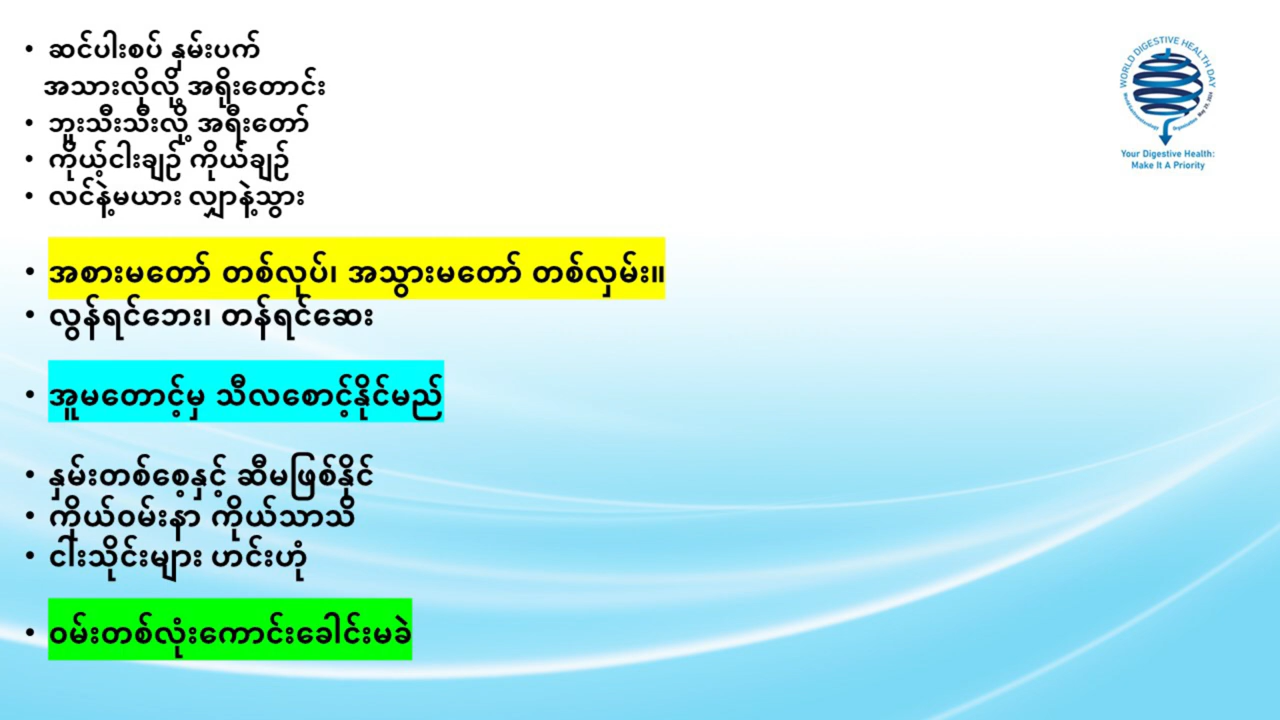 • ဆင်ပါးစပ် နှမ်းပက်
အသားလိုလို့ အရိုးတောင်း
• ဘူးသီးသီးလို့ အရီးတော်
• ကိုယ့်ငါးချဉ် ကိုယ်ချဉ်
• လင်နဲ့မယား လျှာနဲ့သွား
• အစားမတော် တစ်လုပ်၊ အသွားမတော် တစ်လှမ်း။
• လွန်ရင်ဘေး၊ တန်ရင်ဆေး
• အူမတောင့်မှ သီလစောင့်နိုင်မည်
• နှမ်းတစ်စေ့နှင့် ဆီမဖြစ်နိုင်
• ကိုယ်ဝမ်းနာ ကိုယ်သာသိ
• ငါးသိုင်းများ ဟင်းဟုံ
• ဝမ်းတစ်လုံးကောင်းခေါင်းမခဲ
WORLD DIGESTIVE HEALTH DAY
World Gastroenterology Organisation May 29, 2024
Your Digestive Health:
Make It A Priority